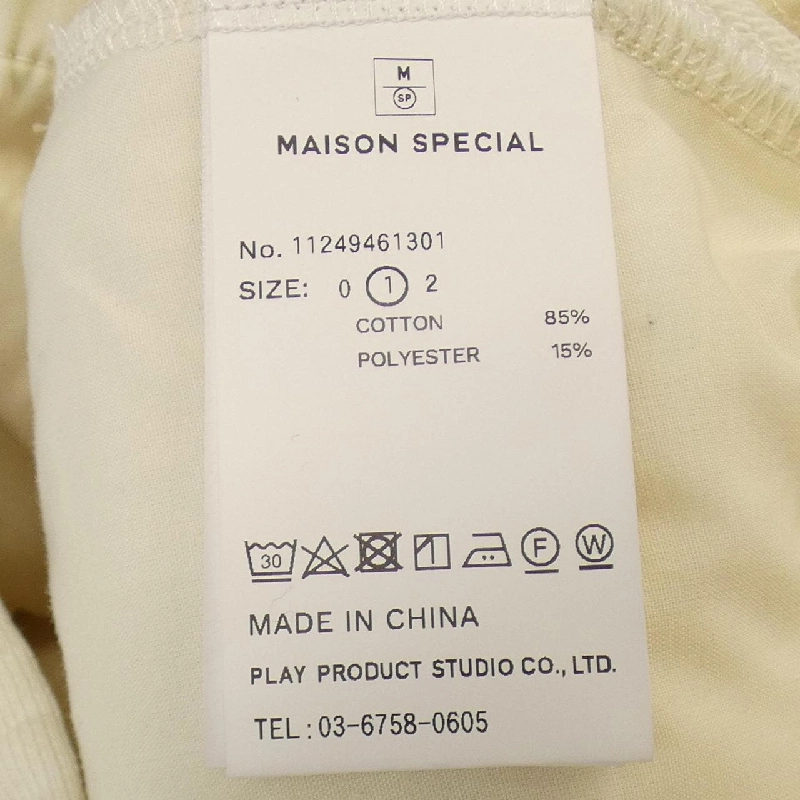 M
SP
MAISON SPECIAL
No. 11249461301
SIZE: 0 1 2
COTTON 85%
POLYESTER 15%
30 F W
MADE IN CHINA
PLAY PRODUCT STUDIO CO., LTD.
TEL : 03-6758-0605